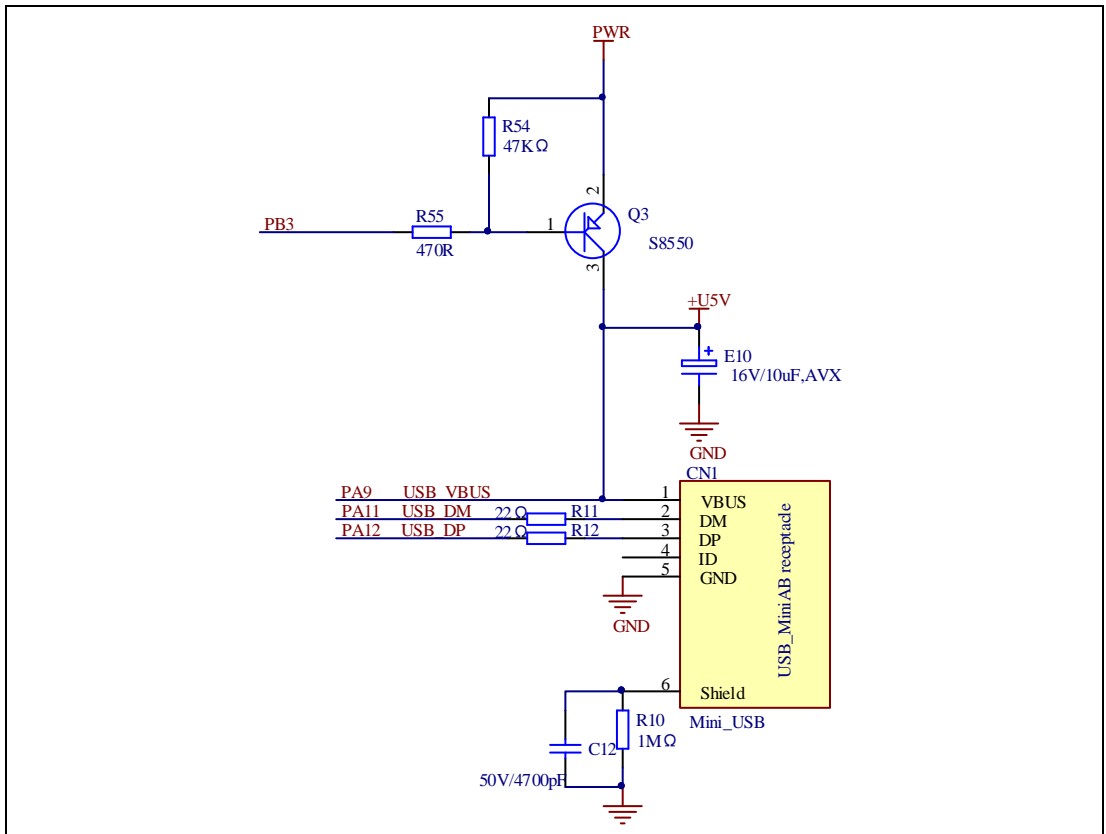 PWR
R54
47KΩ
2
Q3
PB3
R55
1
470R
S8550
3
+U5V
E10
16V/10uF,AVX
GND
CN1
PA9 USB_VBUS 1 VBUS
PA11 USB_DM 22Ω R11 2 DM
PA12 USB_DP 22Ω R12 3 DP
4 ID
5 GND
GND
USB_MiniAB receptacle
6 Shield
R10
Mini_USB
1MΩ
C12
50V/4700pF